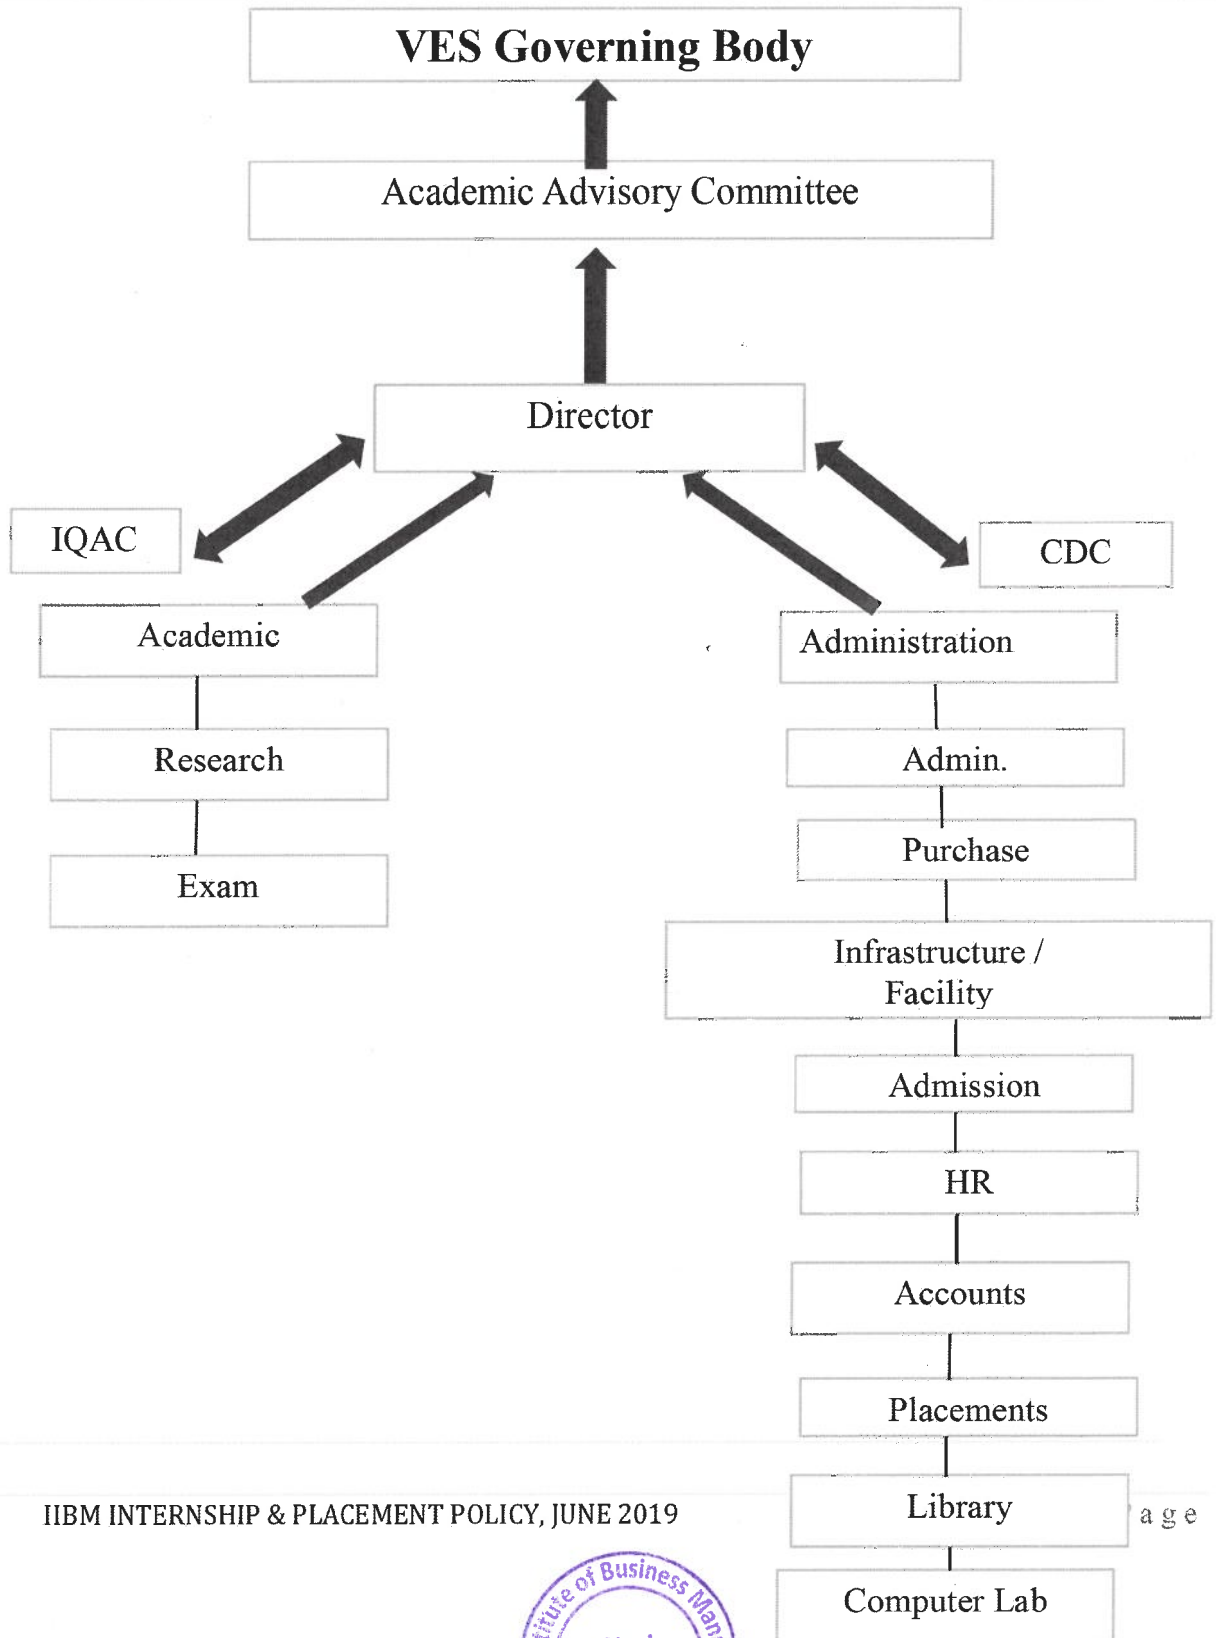 VES Governing Body
Academic Advisory Committee
Director
IQAC
CDC
Academic
Administration
Research
Admin.
Exam
Purchase
Infrastructure /
Facility
Admission
HR
Accounts
Placements
Library
IIBM INTERNSHIP & PLACEMENT POLICY, JUNE 2019
age
Computer Lab
of Business